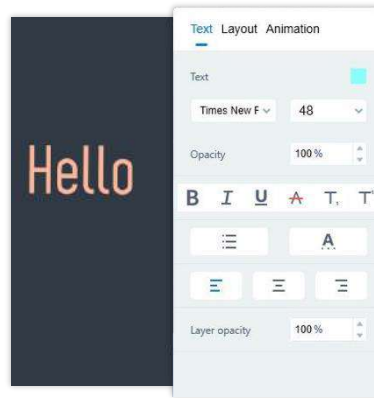 Hello
Text Layout Animation
Text
Times New F 48
Opacity 100 %
B I U A T, T'
A
Layer opacity 100 %